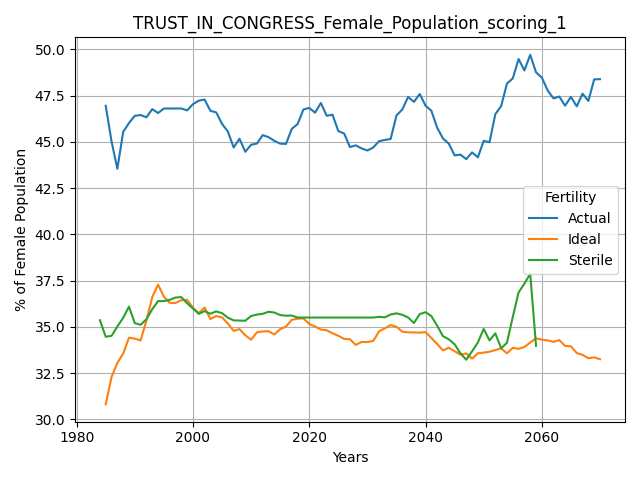 TRUST_IN_CONGRESS_Female_Population_scoring_1
50.0
47.5
45.0
42.5
40.0
37.5
35.0
32.5
30.0
% of Female Population
Fertility
Actual
Ideal
Sterile
1980 2000 2020 2040 2060
Years